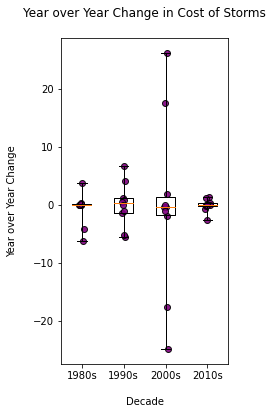 Year over Year Change in Cost of Storms
Year over Year Change
20
10
0
−10
−20
1980s 1990s 2000s 2010s
Decade